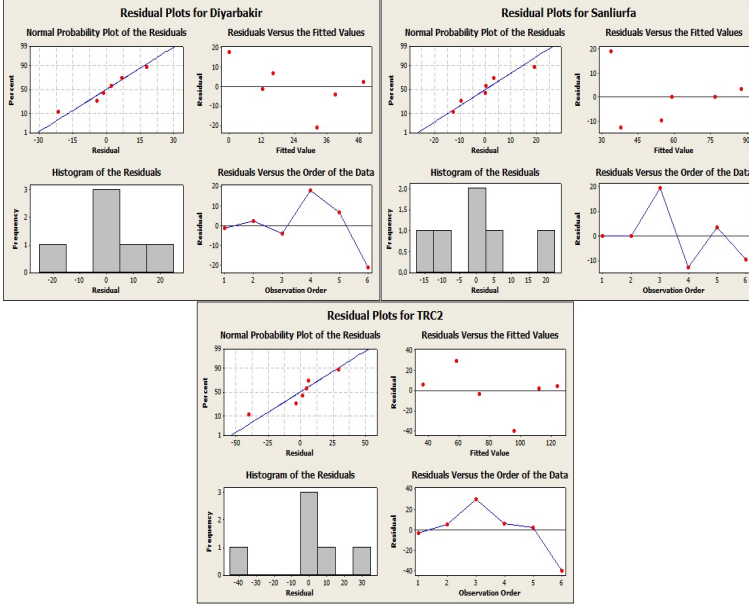 Residual Plots for Diyarbakir
Normal Probability Plot of the Residuals
Residuals Versus the Fitted Values
99
90
50
10
1
Percent
-30 -15 0 15 30
Residual
20
10
0
-10
-20
Residual
0 12 24 36 48
Fitted Value
Histogram of the Residuals
Residuals Versus the Order of the Data
3
2
1
0
Frequency
-20 -10 0 10 20
Residual
20
10
0
-10
-20
Residual
1 2 3 4 5 6
Observation Order
Residual Plots for Sanliurfa
Normal Probability Plot of the Residuals
Residuals Versus the Fitted Values
99
90
50
10
1
Percent
-20 -10 0 10 20
Residual
20
10
0
-10
Residual
30 45 60 75 90
Fitted Value
Histogram of the Residuals
Residuals Versus the Order of the Data
2,0
1,5
1,0
0,5
0,0
Frequency
-15 -10 -5 0 5 10 15 20
Residual
20
10
0
-10
Residual
1 2 3 4 5 6
Observation Order
Residual Plots for TRC2
Normal Probability Plot of the Residuals
Residuals Versus the Fitted Values
99
90
50
10
1
Percent
-50 -25 0 25 50
Residual
40
20
0
-20
-40
Residual
40 60 80 100 120
Fitted Value
Histogram of the Residuals
Residuals Versus the Order of the Data
3
2
1
0
Frequency
-40 -30 -20 -10 0 10 20 30
Residual
40
20
0
-20
-40
Residual
1 2 3 4 5 6
Observation Order